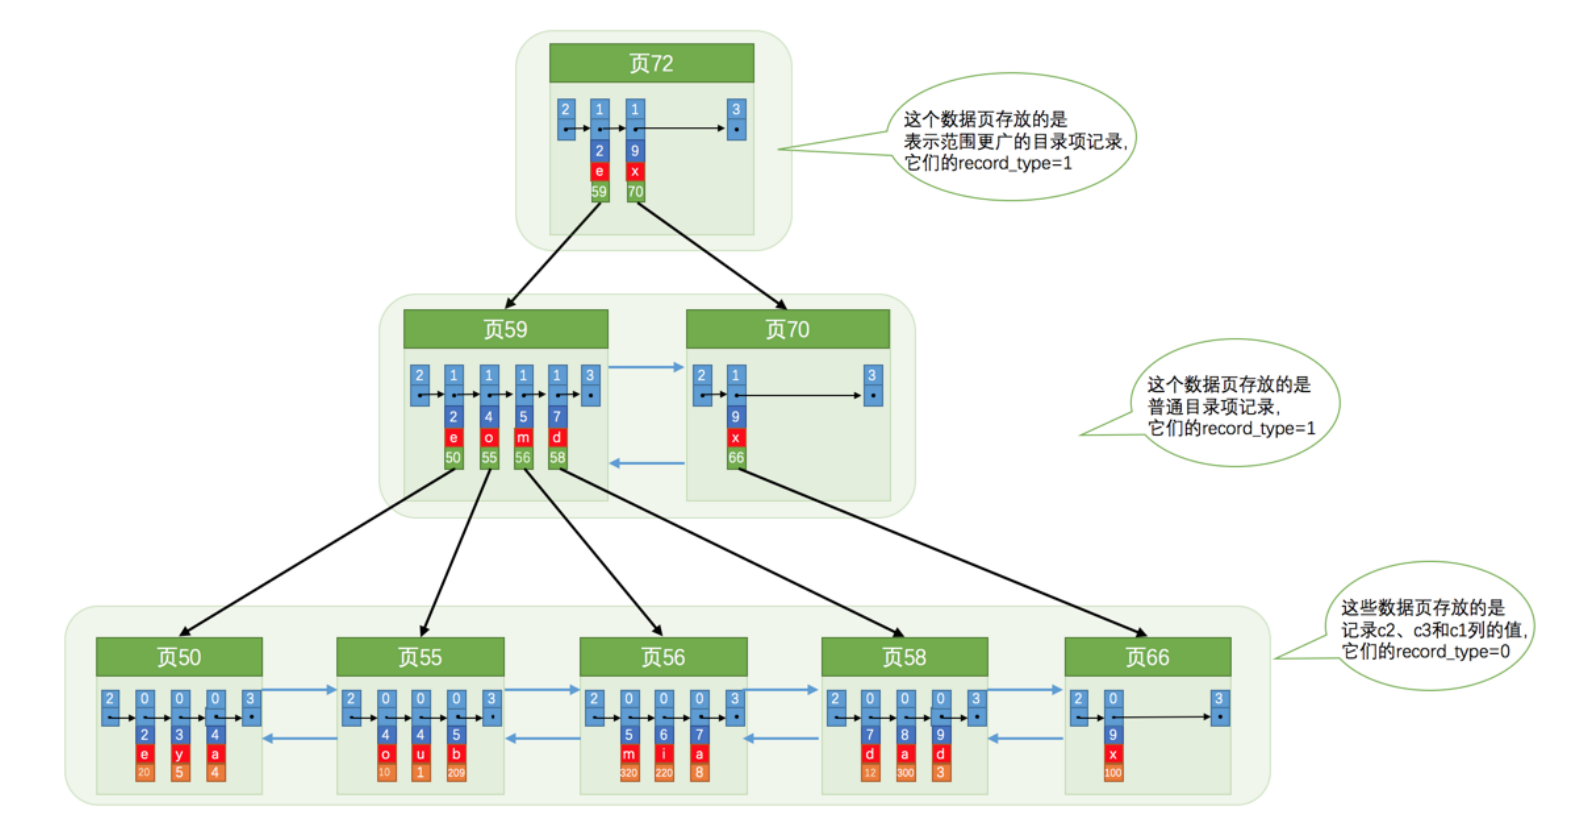 页72
2 1 1 3
2 9
e x
59 70
这个数据页存放的是
表示范围更广的目录项记录,
它们的record_type=1
页59
2 1 1 1 1 3
2 4 5 7
e o m d
50 55 56 58
页70
2 1 3
9
x
66
这个数据页存放的是
普通目录项记录,
它们的record_type=1
页50
2 0 0 0 3
2 3 4
e y a
20 5 4
页55
2 0 0 0 3
4 4 5
o u b
10 1 209
页56
2 0 0 0 3
5 6 7
m i a
320 220 8
页58
2 0 0 0 3
7 8 9
d a d
12 300 3
页66
2 0 3
9
x
100
这些数据页存放的是
记录c2、c3和c1列的值,
它们的record_type=0